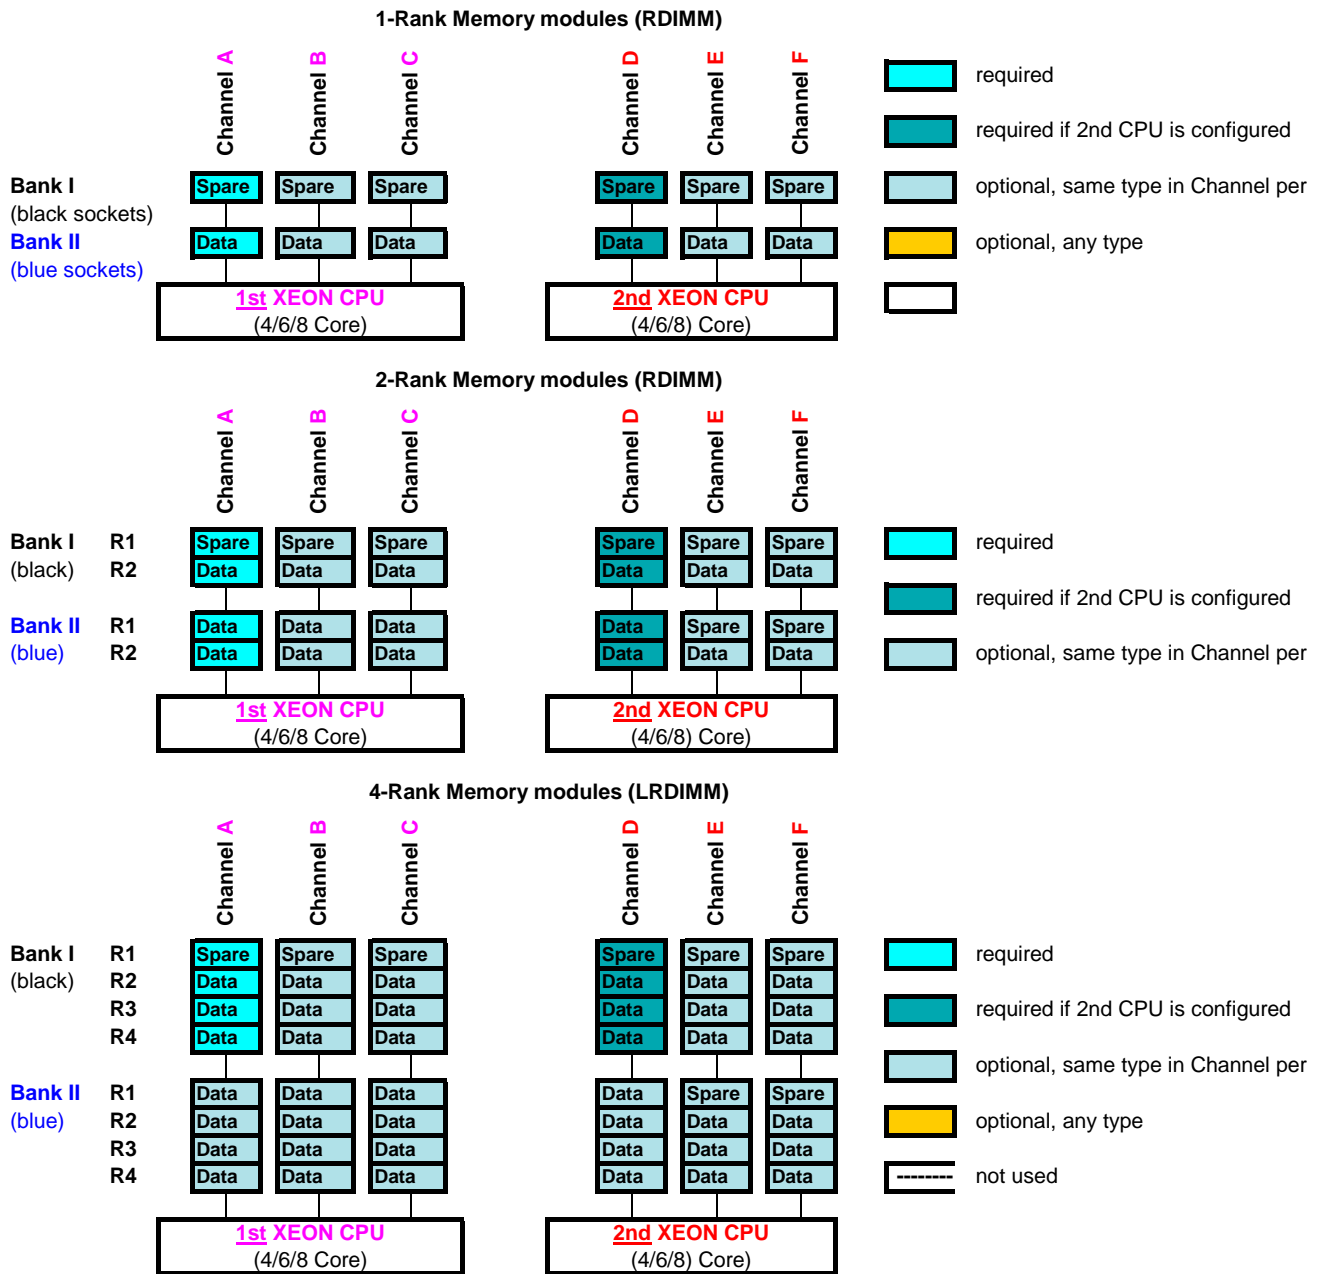 1-Rank Memory modules (RDIMM)
Channel A
Channel B
Channel C
Channel D
Channel E
Channel F
required
required if 2nd CPU is configured
Bank I Spare Spare Spare Spare Spare Spare optional, same type in Channel per
(black sockets)
Bank II Data Data Data Data Data Data optional, any type
(blue sockets)
1st XEON CPU 2nd XEON CPU
(4/6/8 Core) (4/6/8) Core)
2-Rank Memory modules (RDIMM)
Channel A
Channel B
Channel C
Channel D
Channel E
Channel F
Bank I R1 Spare Spare Spare Spare Spare Spare required
(black) R2 Data Data Data Data Data Data
required if 2nd CPU is configured
Bank II R1 Data Data Data Data Spare Spare
(blue) R2 Data Data Data Data Data Data optional, same type in Channel per
1st XEON CPU 2nd XEON CPU
(4/6/8 Core) (4/6/8) Core)
4-Rank Memory modules (LRDIMM)
Channel A
Channel B
Channel C
Channel D
Channel E
Channel F
Bank I R1 Spare Spare Spare Spare Spare Spare required
(black) R2 Data Data Data Data Data Data
R3 Data Data Data Data Data Data required if 2nd CPU is configured
R4 Data Data Data Data Data Data
optional, same type in Channel per
Bank II R1 Data Data Data Data Spare Spare
(blue) R2 Data Data Data Data Data Data optional, any type
R3 Data Data Data Data Data Data
R4 Data Data Data Data Data Data -------- not used
1st XEON CPU 2nd XEON CPU
(4/6/8 Core) (4/6/8) Core)